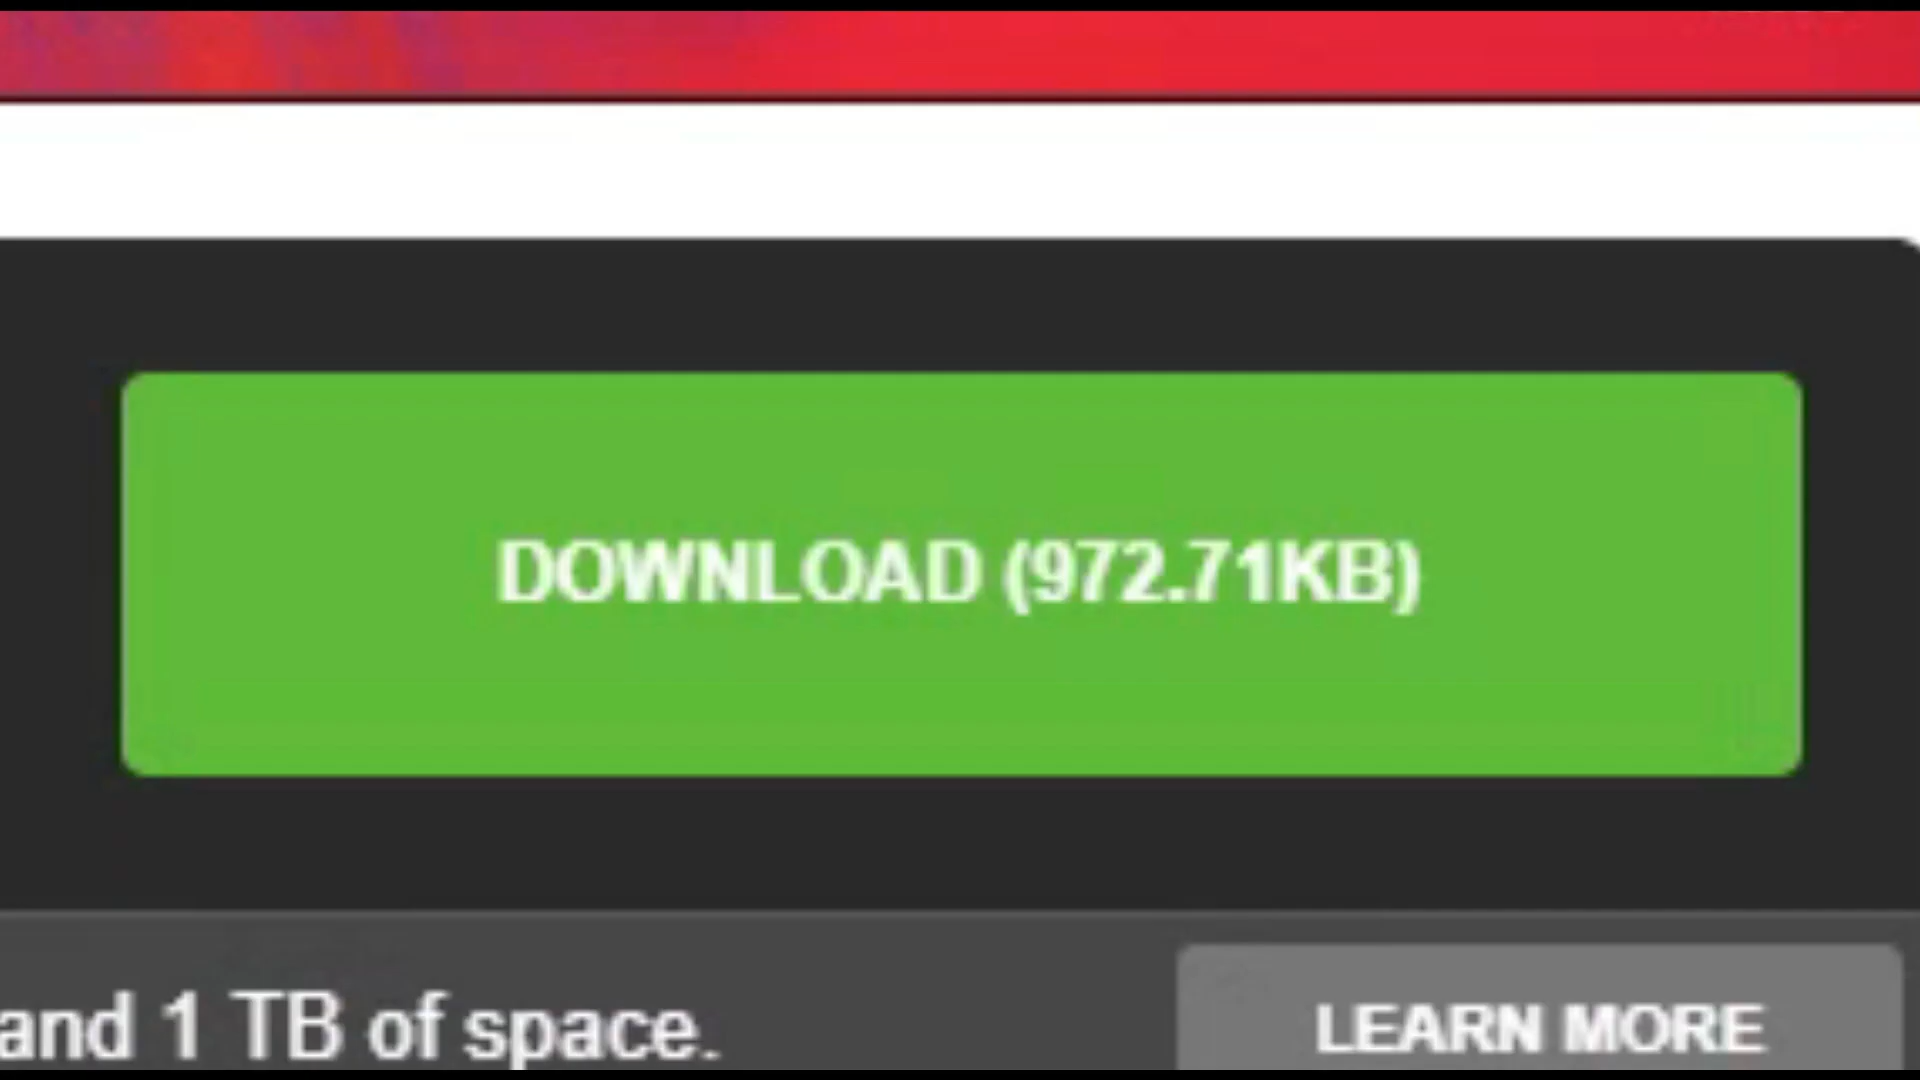 DOWNLOAD (972.71KB)
and 1 TB of space.
LEARN MORE